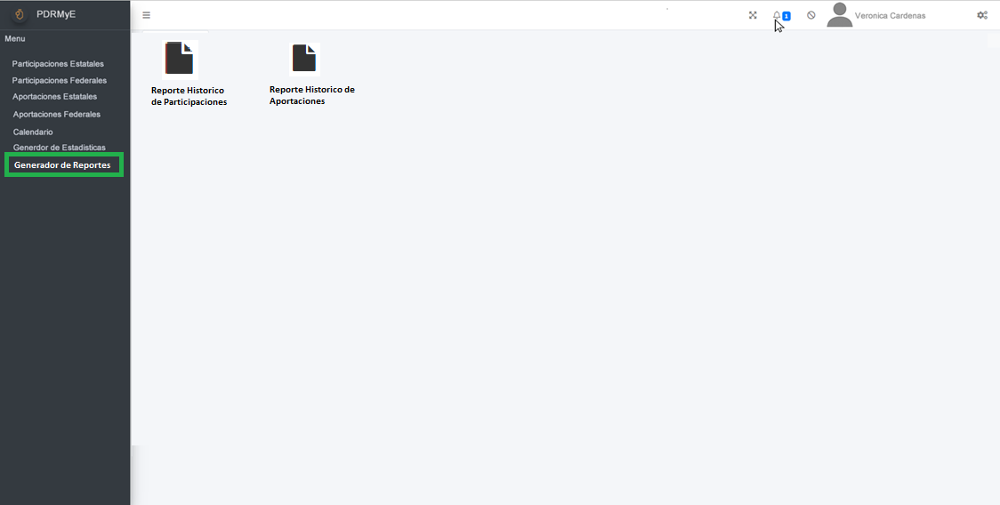 PDRMyE
1
Veronica Cardenas
Menu
Participaciones Estatales
Participaciones Federales
Aportaciones Estatales
Aportaciones Federales
Calendario
Generdor de Estadisticas
Generador de Reportes
Reporte Historico
de Participaciones
Reporte Historico de
Aportaciones